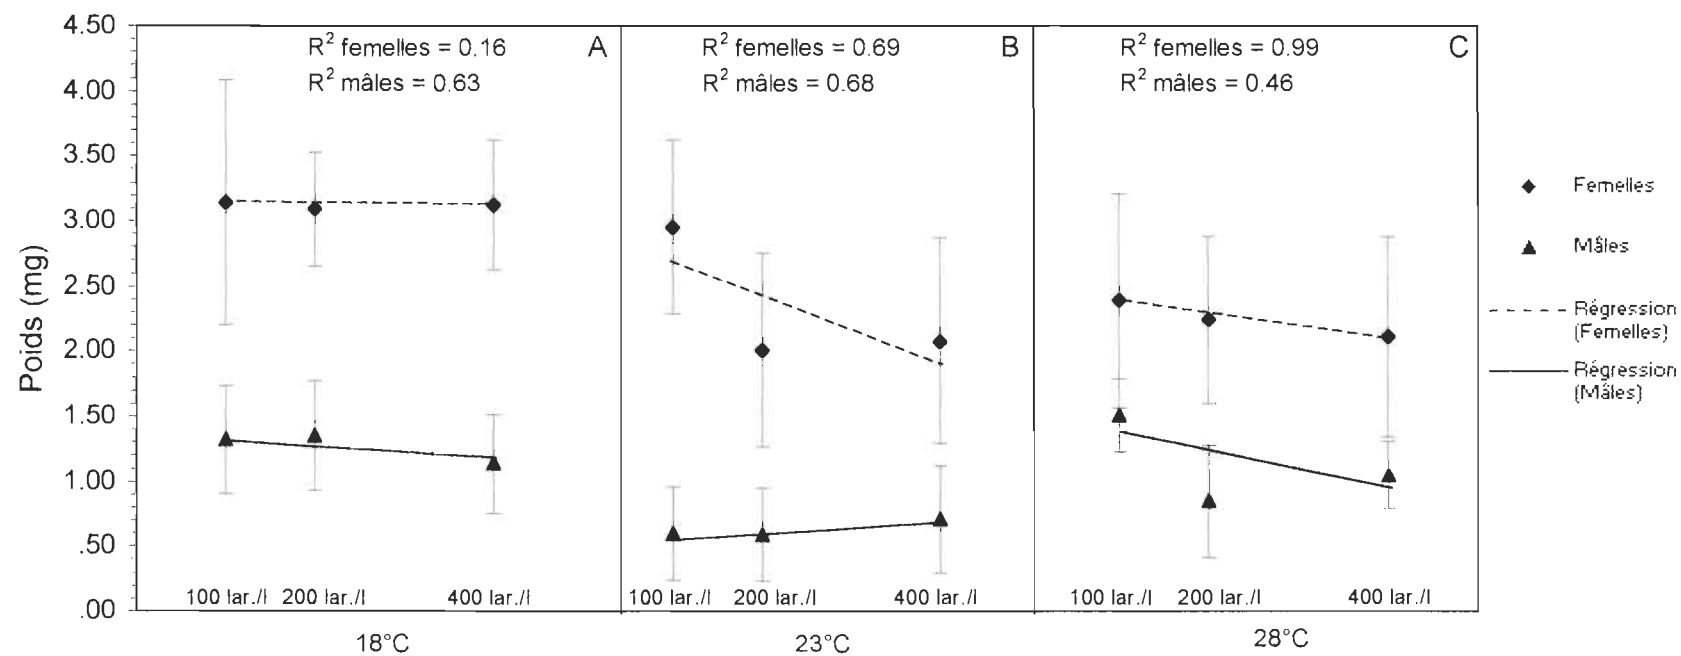 Poids (mg)
4.50
4.00
3.50
3.00
2.50
2.00
1.50
1.00
.50
.00
R² femelles = 0.16
R² mâles = 0.63
A
100 lar./l 200 lar./l 400 lar./l
18°C
R² femelles = 0.69
R² mâles = 0.68
B
100 lar./l 200 lar./l 400 lar./l
23°C
R² femelles = 0.99
R² mâles = 0.46
C
100 lar./l 200 lar./l 400 lar./l
28°C
Femelles
Mâles
Régression
(Femelles)
Régression
(Mâles)